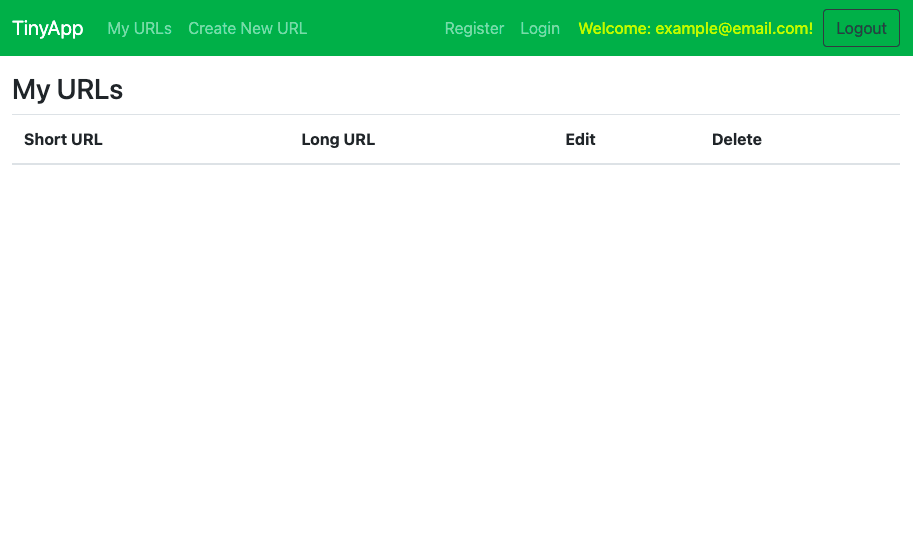 TinyApp My URLs Create New URL Register Login Welcome: example@email.com! Logout
My URLs
Short URL Long URL Edit Delete